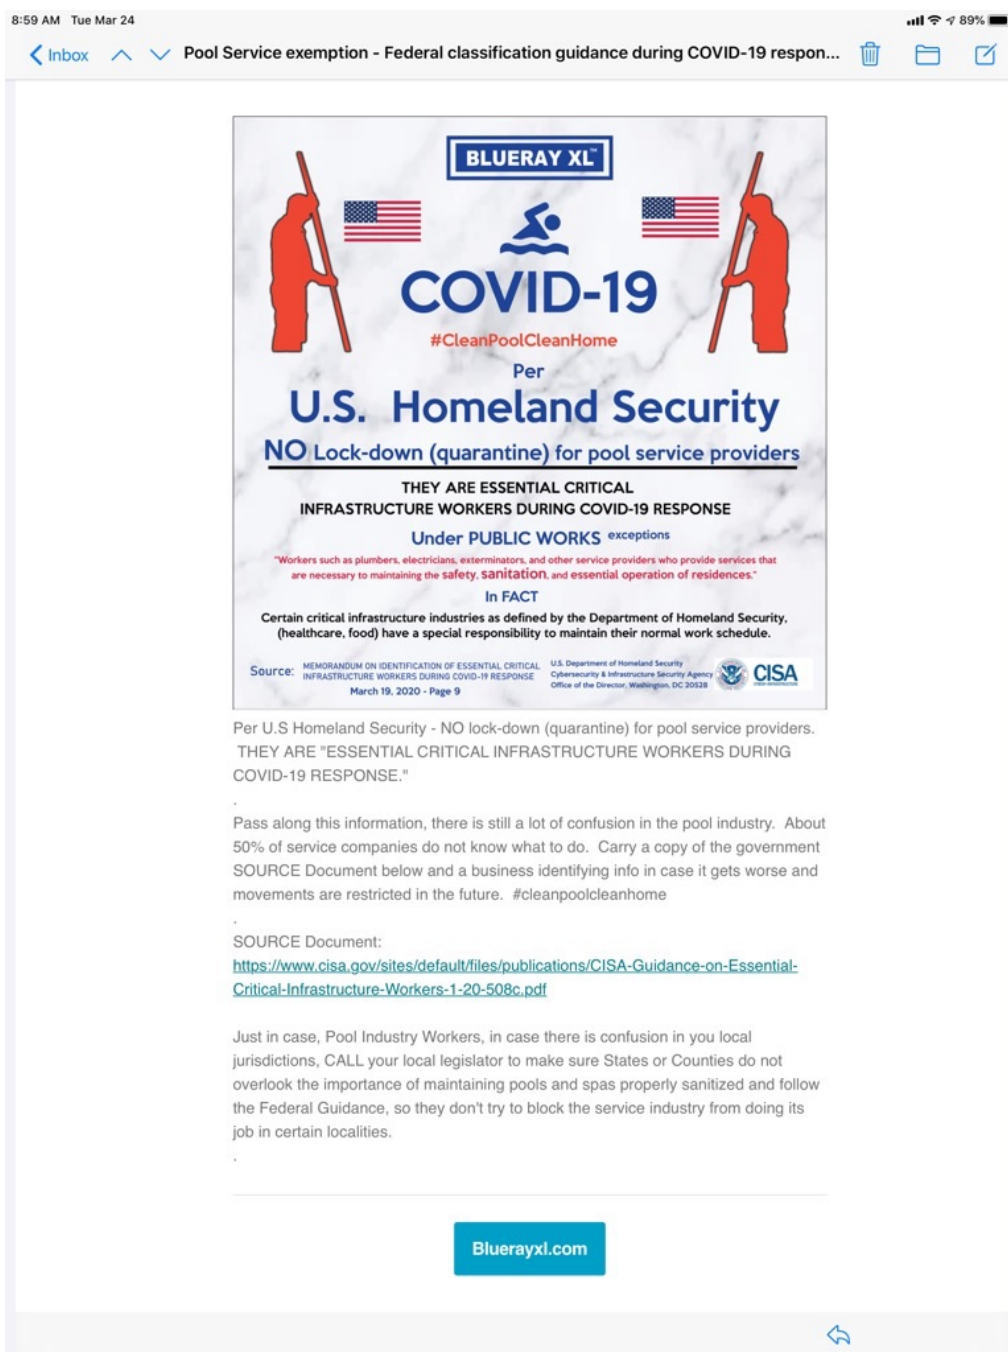 8:59 AM Tue Mar 24
89%
Inbox
Pool Service exemption - Federal classification guidance during COVID-19 respon...
BLUERAY XL™
COVID-19
#CleanPoolCleanHome
Per
U.S. Homeland Security
NO Lock-down (quarantine) for pool service providers
THEY ARE ESSENTIAL CRITICAL
INFRASTRUCTURE WORKERS DURING COVID-19 RESPONSE
Under PUBLIC WORKS exceptions
"Workers such as plumbers, electricians, exterminators, and other service providers who provide services that
are necessary to maintaining the safety, sanitation, and essential operation of residences."
In FACT
Certain critical infrastructure industries as defined by the Department of Homeland Security,
(healthcare, food) have a special responsibility to maintain their normal work schedule.
Source: MEMORANDUM ON IDENTIFICATION OF ESSENTIAL CRITICAL
INFRASTRUCTURE WORKERS DURING COVID-19 RESPONSE
March 19, 2020 - Page 9
U.S. Department of Homeland Security
Cybersecurity & Infrastructure Security Agency
Office of the Director, Washington, DC 20528
CISA
Per U.S Homeland Security - NO lock-down (quarantine) for pool service providers.
THEY ARE "ESSENTIAL CRITICAL INFRASTRUCTURE WORKERS DURING
COVID-19 RESPONSE."
.
Pass along this information, there is still a lot of confusion in the pool industry. About
50% of service companies do not know what to do. Carry a copy of the government
SOURCE Document below and a business identifying info in case it gets worse and
movements are restricted in the future. #cleanpoolcleanhome
.
SOURCE Document:
https://www.cisa.gov/sites/default/files/publications/CISA-Guidance-on-Essential-
Critical-Infrastructure-Workers-1-20-508c.pdf
Just in case, Pool Industry Workers, in case there is confusion in you local
jurisdictions, CALL your local legislator to make sure States or Counties do not
overlook the importance of maintaining pools and spas properly sanitized and follow
the Federal Guidance, so they don't try to block the service industry from doing its
job in certain localities.
.
Bluerayxl.com